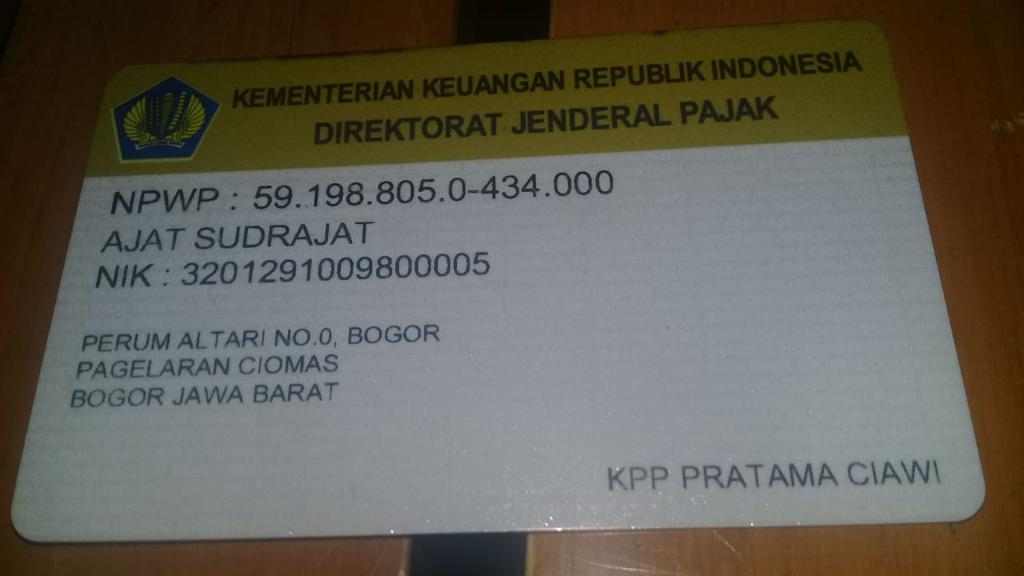 KEMENTERIAN KEUANGAN REPUBLIK INDONESIA
DIREKTORAT JENDERAL PAJAK
NPWP : 59.198.805.0-434.000
AJAT SUDRAJAT
NIK : 3201291009800005
PERUM ALTARI NO.0, BOGOR
PAGELARAN CIOMAS
BOGOR JAWA BARAT
KPP PRATAMA CIAWI